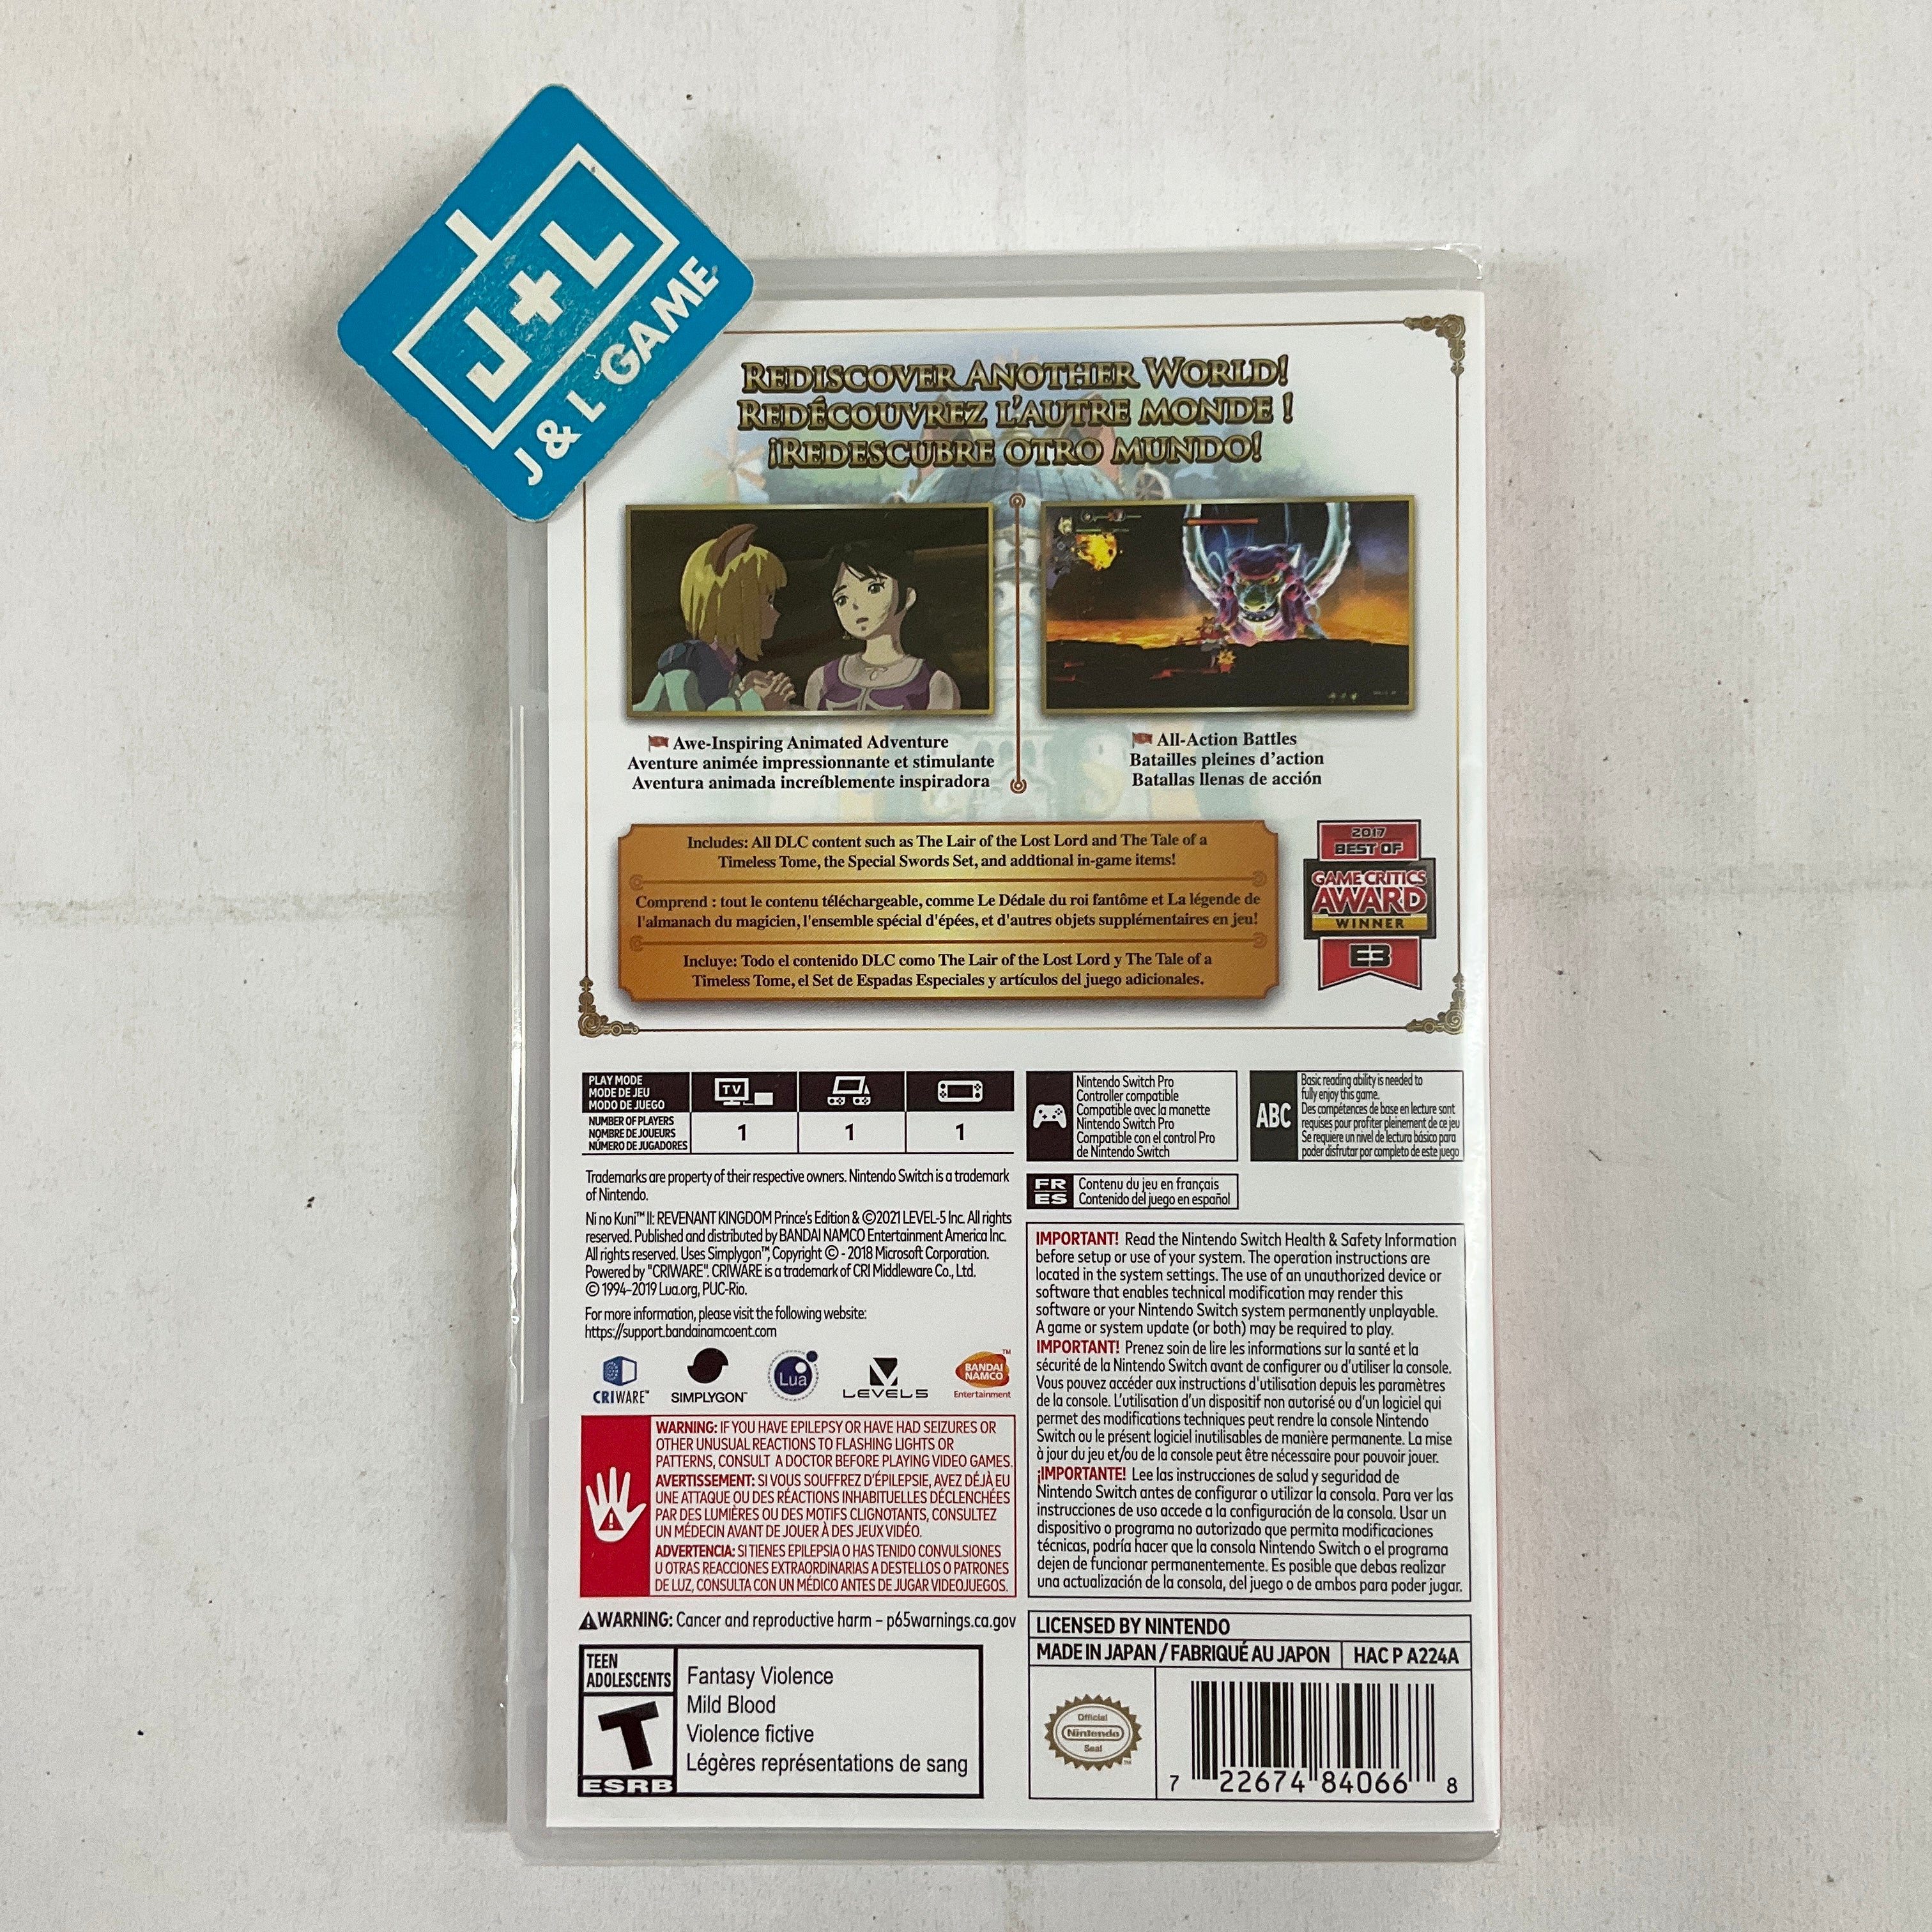 J+L
J & L GAME
REDISCOVER ANOTHER WORLD!
REDÉCOUVREZ L'AUTRE MONDE !
¡REDESCUBRE OTRO MUNDO!
Awe-Inspiring Animated Adventure
Aventure animée impressionnante et stimulante
Aventura animada increíblemente inspiradora
All-Action Battles
Batailles pleines d'action
Batallas llenas de acción
Includes: All DLC content such as The Lair of the Lost Lord and The Tale of a
Timeless Tome, the Special Swords Set, and addtional in-game items!
Comprend : tout le contenu téléchargeable, comme Le Dédale du roi fantôme et La légende de
l'almanach du magicien, l'ensemble spécial d'épées, et d'autres objets supplémentaires en jeu!
Incluye: Todo el contenido DLC como The Lair of the Lost Lord y The Tale of a
Timeless Tome, el Set de Espadas Especiales y artículos del juego adicionales.
2017
BEST OF
GAME CRITICS
AWARD
WINNER
E3
PLAY MODE
MODE DE JEU
MODO DE JUEGO
TV
NUMBER OF PLAYERS
NOMBRE DE JOUEURS
NÚMERO DE JUGADORES
1
1
1
Nintendo Switch Pro
Controller compatible
Compatible avec la manette
Nintendo Switch Pro
Compatible con el control Pro
de Nintendo Switch
ABC
Basic reading ability is needed to
fully enjoy this game.
Des compétences de base en lecture sont
requises pour profiter pleinement de ce jeu
Se requiere un nivel de lectura básico para
poder disfrutar por completo de este juego
FR
ES
Contenu du jeu en français
Contenido del juego en español
Trademarks are property of their respective owners. Nintendo Switch is a trademark
of Nintendo.
Ni no Kuni™ II: REVENANT KINGDOM Prince's Edition & ©2021 LEVEL-5 Inc. All rights
reserved. Published and distributed by BANDAI NAMCO Entertainment America Inc.
All rights reserved. Uses Simplygon™, Copyright © - 2018 Microsoft Corporation.
Powered by "CRIWARE". CRIWARE is a trademark of CRI Middleware Co., Ltd.
© 1994–2019 Lua.org, PUC-Rio.
For more information, please visit the following website:
https://support.bandainamcoent.com
CRIWARE™
SIMPLYGON™
Lua
LEVEL5
BANDAI
NAMCO
™
Entertainment
WARNING: IF YOU HAVE EPILEPSY OR HAVE HAD SEIZURES OR
OTHER UNUSUAL REACTIONS TO FLASHING LIGHTS OR
PATTERNS, CONSULT A DOCTOR BEFORE PLAYING VIDEO GAMES.
AVERTISSEMENT: SI VOUS SOUFFREZ D'ÉPILEPSIE, AVEZ DÉJÀ EU
UNE ATTAQUE OU DES RÉACTIONS INHABITUELLES DÉCLENCHÉES
PAR DES LUMIÈRES OU DES MOTIFS CLIGNOTANTS, CONSULTEZ
UN MÉDECIN AVANT DE JOUER À DES JEUX VIDÉO.
ADVERTENCIA: SI TIENES EPILEPSIA O HAS TENIDO CONVULSIONES
U OTRAS REACCIONES EXTRAORDINARIAS A DESTELLOS O PATRONES
DE LUZ, CONSULTA CON UN MÉDICO ANTES DE JUGAR VIDEOJUEGOS.
IMPORTANT! Read the Nintendo Switch Health & Safety Information
before setup or use of your system. The operation instructions are
located in the system settings. The use of an unauthorized device or
software that enables technical modification may render this
software or your Nintendo Switch system permanently unplayable.
A game or system update (or both) may be required to play.
IMPORTANT! Prenez soin de lire les informations sur la santé et la
sécurité de la Nintendo Switch avant de configurer ou d'utiliser la console.
Vous pouvez accéder aux instructions d'utilisation depuis les paramètres
de la console. L'utilisation d'un dispositif non autorisé ou d'un logiciel qui
permet des modifications techniques peut rendre la console Nintendo
Switch ou le présent logiciel inutilisables de manière permanente. La mise
à jour du jeu et/ou de la console peut être nécessaire pour pouvoir jouer.
¡IMPORTANTE! Lee las instrucciones de salud y seguridad de
Nintendo Switch antes de configurar o utilizar la consola. Para ver las
instrucciones de uso accede a la configuración de la consola. Usar un
dispositivo o programa no autorizado que permita modificaciones
técnicas, podría hacer que la consola Nintendo Switch o el programa
dejen de funcionar permanentemente. Es posible que debas realizar
una actualización de la consola, del juego o de ambos para poder jugar.
WARNING: Cancer and reproductive harm – p65warnings.ca.gov
TEEN
ADOLESCENTS
T
ESRB
Fantasy Violence
Mild Blood
Violence fictive
Légères représentations de sang
LICENSED BY NINTENDO
MADE IN JAPAN / FABRIQUÉ AU JAPON
HAC P A224A
Official
Nintendo
Seal
™
7 22674 84066 8